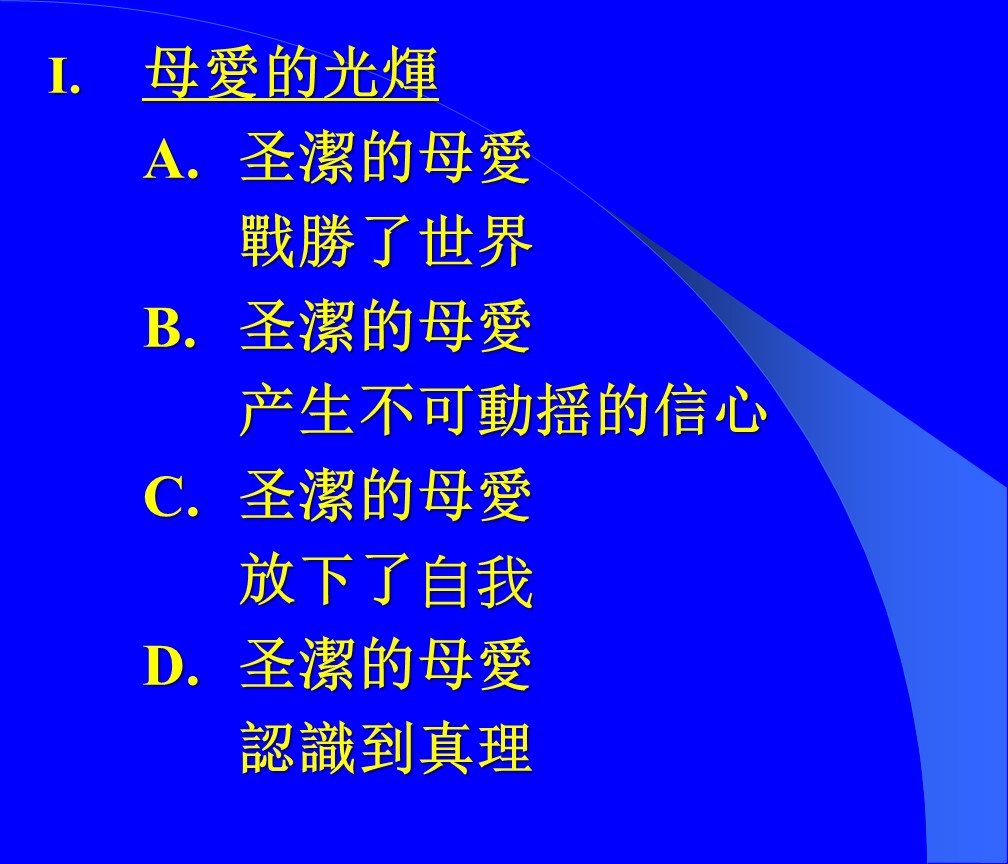 I. 母愛的光煇
A. 圣潔的母愛
戰勝了世界
B. 圣潔的母愛
产生不可動揺的信心
C. 圣潔的母愛
放下了自我
D. 圣潔的母愛
認識到真理